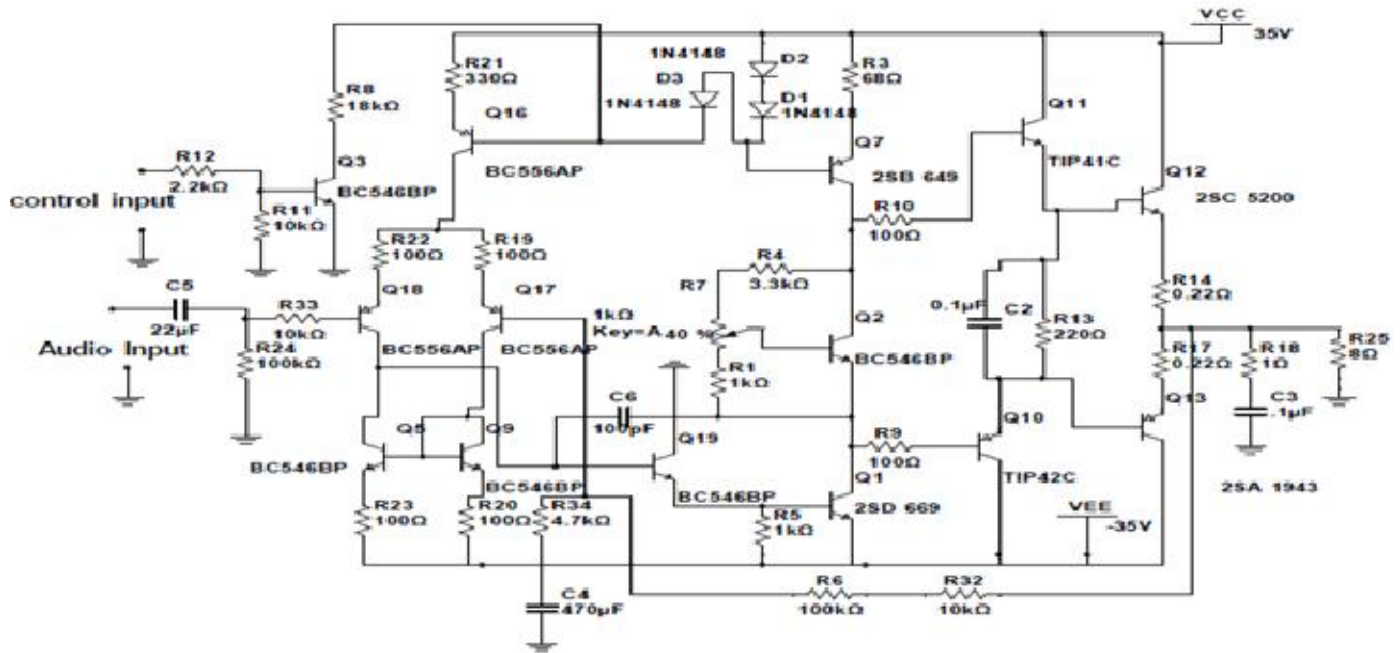 VCC
35V
1N4148
D2
R21
330Ω
D3
R3
68Ω
R8
18kΩ
1N4148
D1
1N4148
Q16
Q11
Q7
R12
2.2kΩ
Q3
BC546BP
BC556AP
TIP41C
Q12
2SB 649
2SC 5200
control input
R11
10kΩ
R10
100Ω
R22
100Ω
R19
100Ω
R4
3.3kΩ
R7
C5
22µF
R33
10kΩ
Q18
Q17
1kΩ
Key=A
40 %
0.1µF
C2
Q2
R14
0.22Ω
R13
220Ω
Audio Input
R24
100kΩ
BC556AP
BC556AP
BC546BP
R17
0.22Ω
R18
1Ω
R25
8Ω
R1
1kΩ
C6
100pF
Q19
Q10
Q13
C3
.1µF
Q5
Q9
R9
100Ω
BC546BP
BC546BP
BC546BP
Q1
TIP42C
2SA 1943
2SD 669
R23
100Ω
R20
100Ω
R34
4.7kΩ
R5
1kΩ
VEE
-35V
C4
470µF
R6
100kΩ
R32
10kΩ